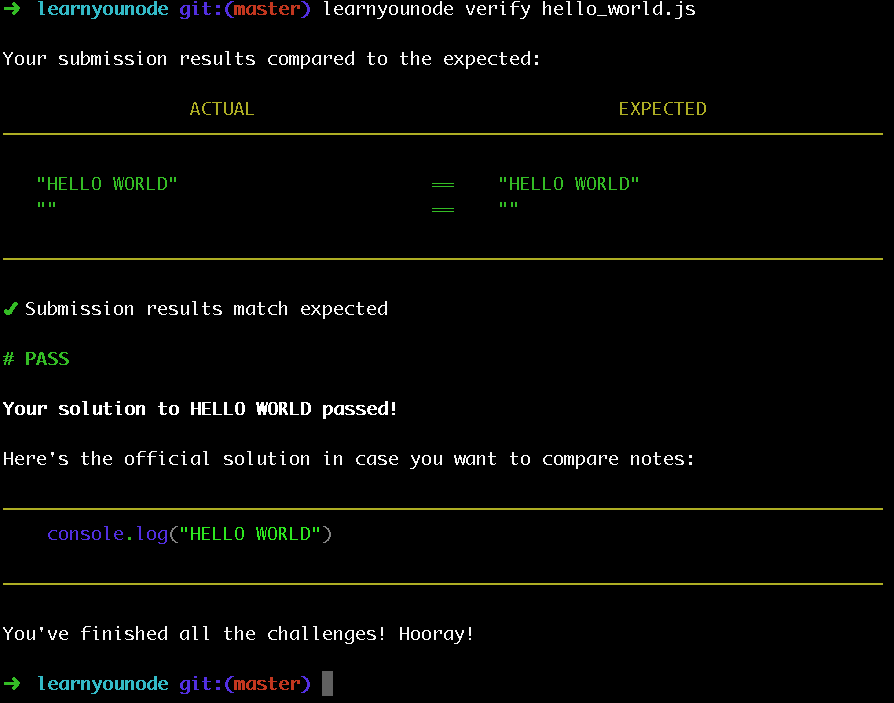 ➜ learnyounode git:(master) learnyounode verify hello_world.js
Your submission results compared to the expected:
ACTUAL EXPECTED
"HELLO WORLD" == "HELLO WORLD"
"" == ""
✔ Submission results match expected
# PASS
Your solution to HELLO WORLD passed!
Here's the official solution in case you want to compare notes:
console.log("HELLO WORLD")
You've finished all the challenges! Hooray!
➜ learnyounode git:(master)